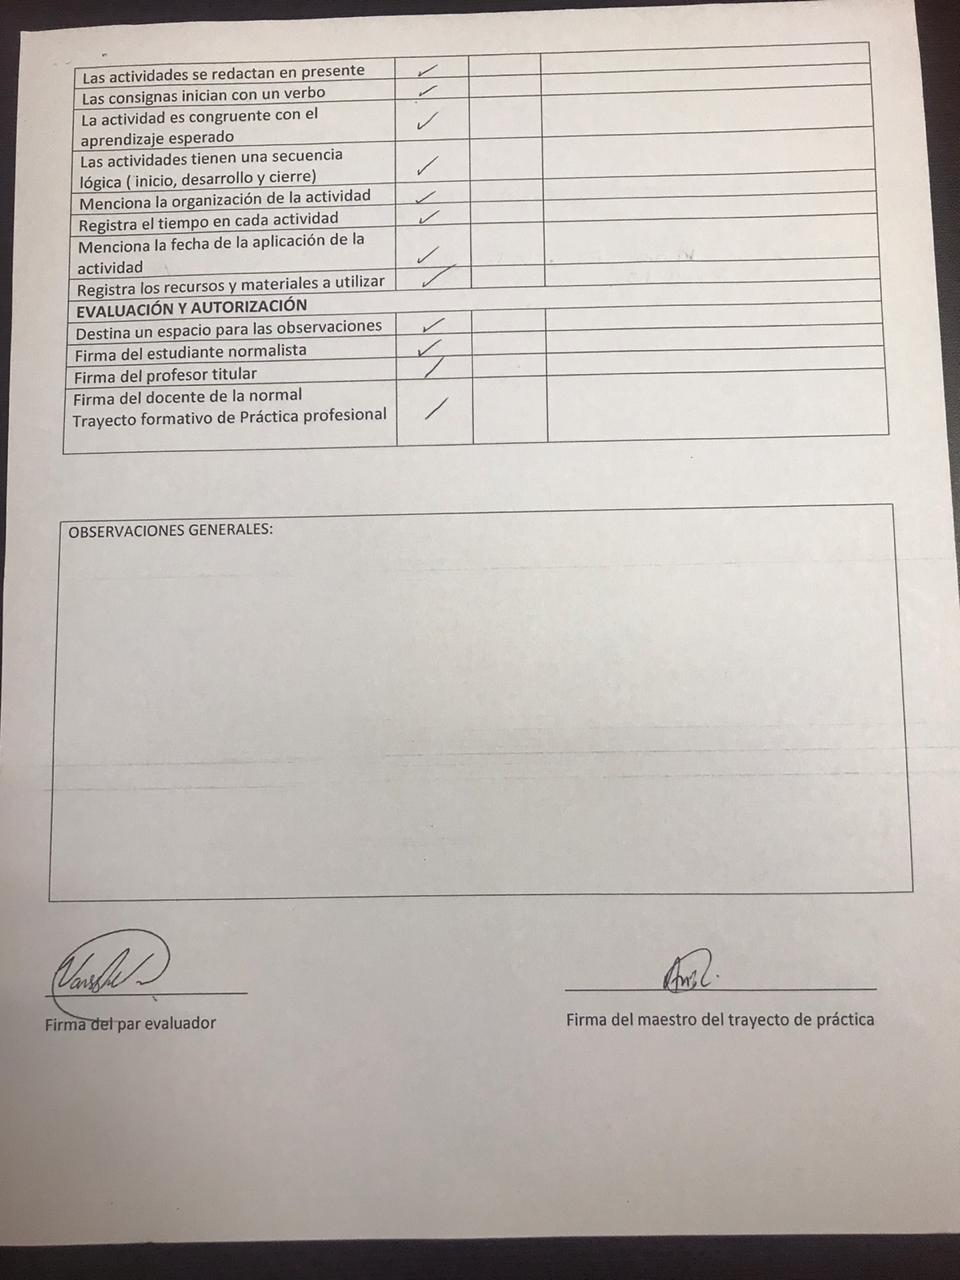 Las actividades se redactan en presente
Las consignas inician con un verbo
La actividad es congruente con el
aprendizaje esperado
Las actividades tienen una secuencia
lógica ( inicio, desarrollo y cierre)
Menciona la organización de la actividad
Registra el tiempo en cada actividad
Menciona la fecha de la aplicación de la
actividad
Registra los recursos y materiales a utilizar
EVALUACIÓN Y AUTORIZACIÓN
Destina un espacio para las observaciones
Firma del estudiante normalista
Firma del profesor titular
Firma del docente de la normal
Trayecto formativo de Práctica profesional
OBSERVACIONES GENERALES:
Firma del par evaluador
Firma del maestro del trayecto de práctica